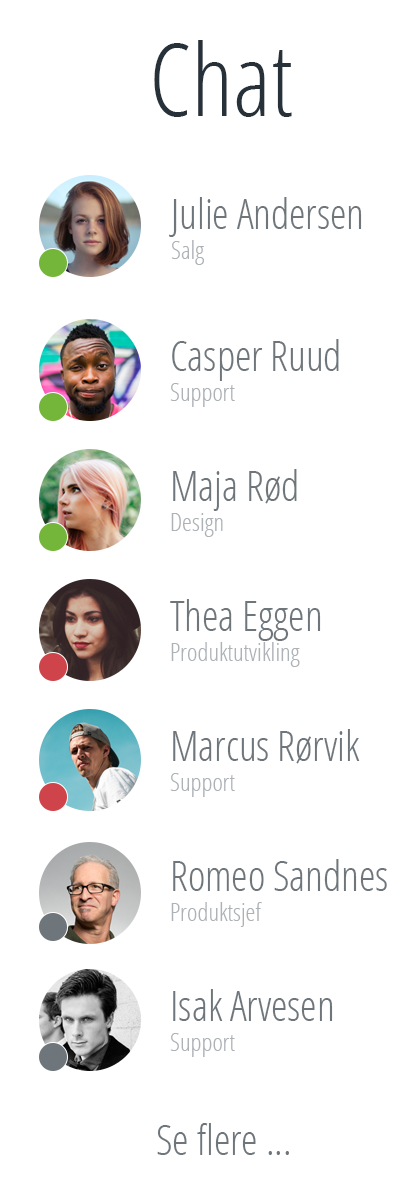 Chat
Julie Andersen
Salg
Casper Ruud
Support
Maja Rød
Design
Thea Eggen
Produktutvikling
Marcus Rørvik
Support
Romeo Sandnes
Produktsjef
Isak Arvesen
Support
Se flere ...